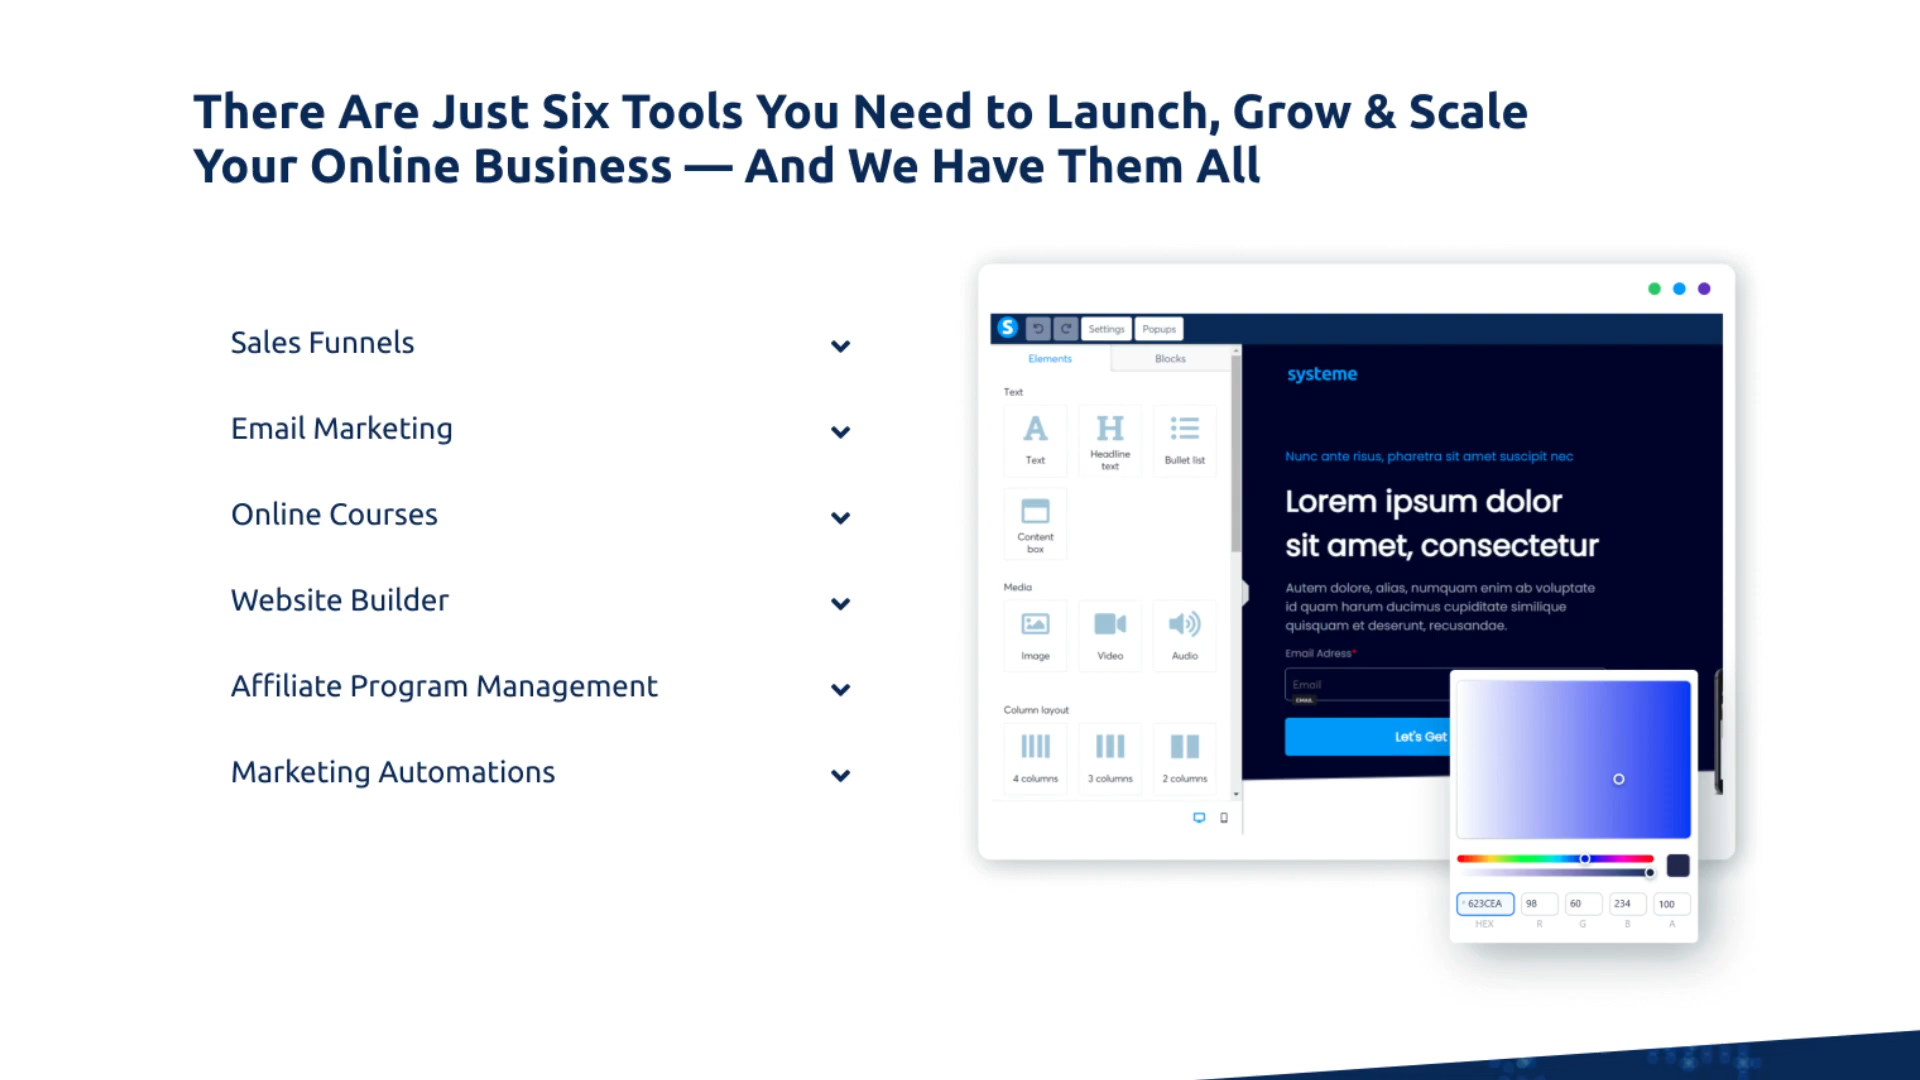 There Are Just Six Tools You Need to Launch, Grow & Scale
Your Online Business — And We Have Them All
Sales Funnels
Email Marketing
Online Courses
Website Builder
Affiliate Program Management
Marketing Automations
S
Settings
Popups
Elements
Blocks
Text
A
Text
H
Headline
text
Bullet list
Content
box
Media
Image
Video
Audio
Column layout
4 columns
3 columns
2 columns
systeme
Nunc ante risus, pharetra sit amet suscipit nec
Lorem ipsum dolor
sit amet, consectetur
Autem dolore, alias, numquam enim ab voluptate
id quam harum ducimus cupiditate similique
quisquam et deserunt, recusandae.
Email Adress*
Email
EMAIL
Let's Get
623CEA 98 60 234 100
HEX R G B A